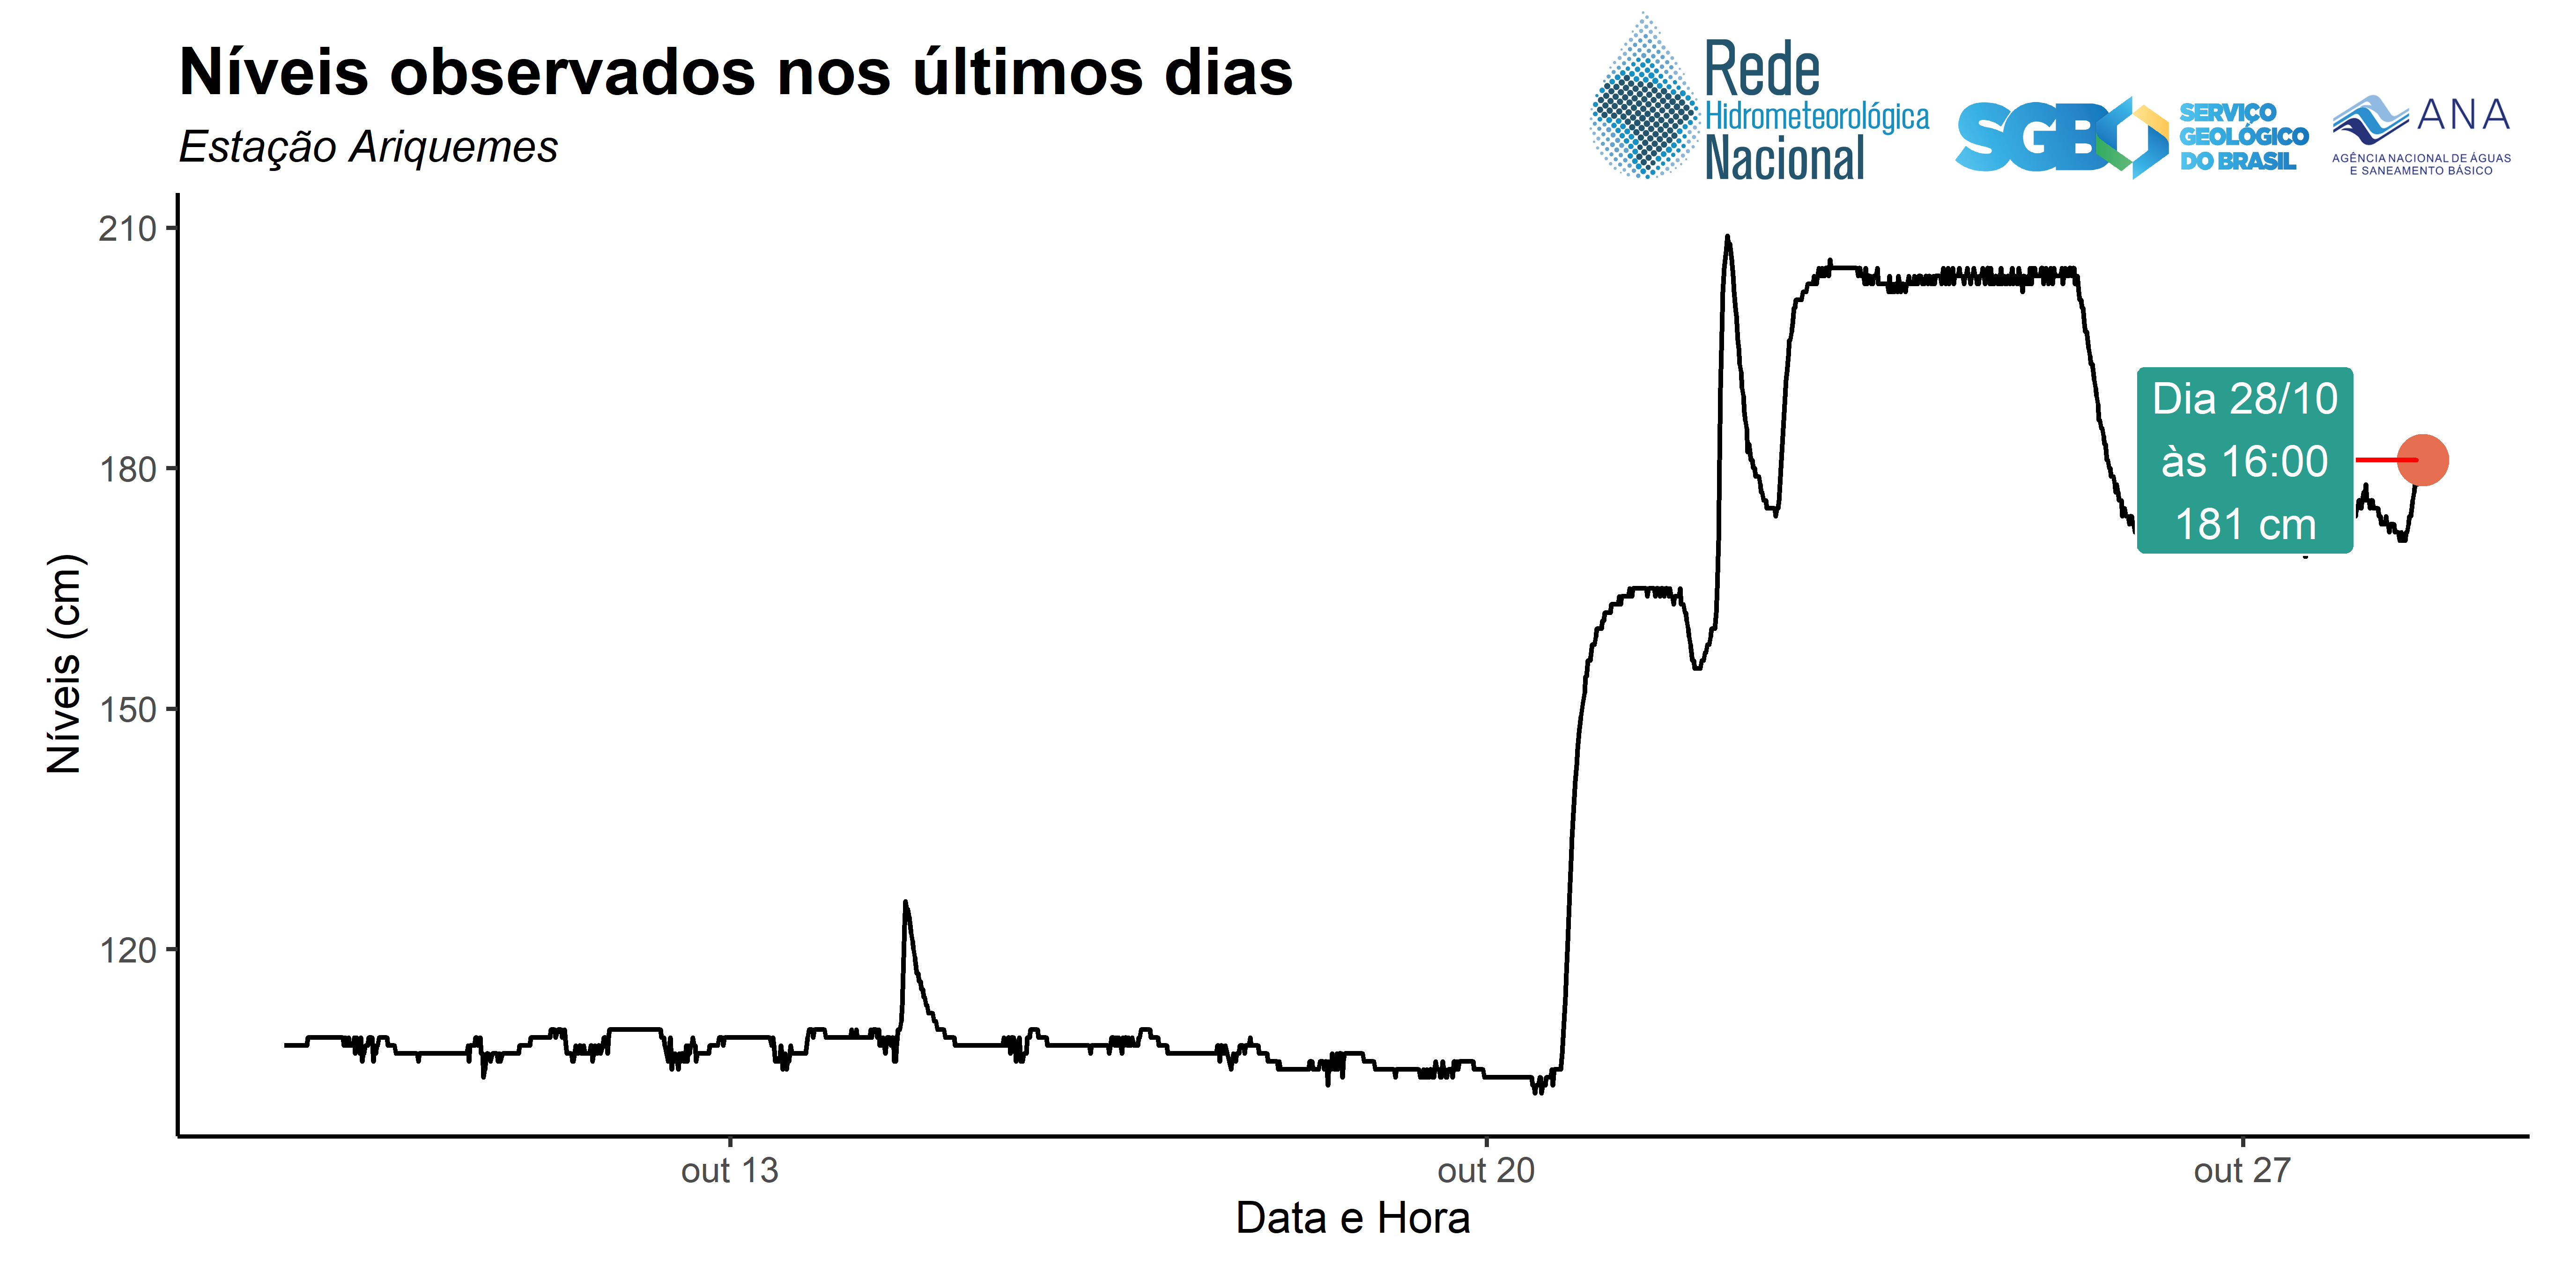 Níveis observados nos últimos dias
Estação Ariquemes
Rede
Hidrometeorológica
Nacional
SGB
SERVIÇO
GEOLÓGICO
DO BRASIL
ANA
AGÊNCIA NACIONAL DE ÁGUAS
E SANEAMENTO BÁSICO
Níveis (cm)
210
180
150
120
Dia 28/10
às 16:00
181 cm
out 13
out 20
out 27
Data e Hora